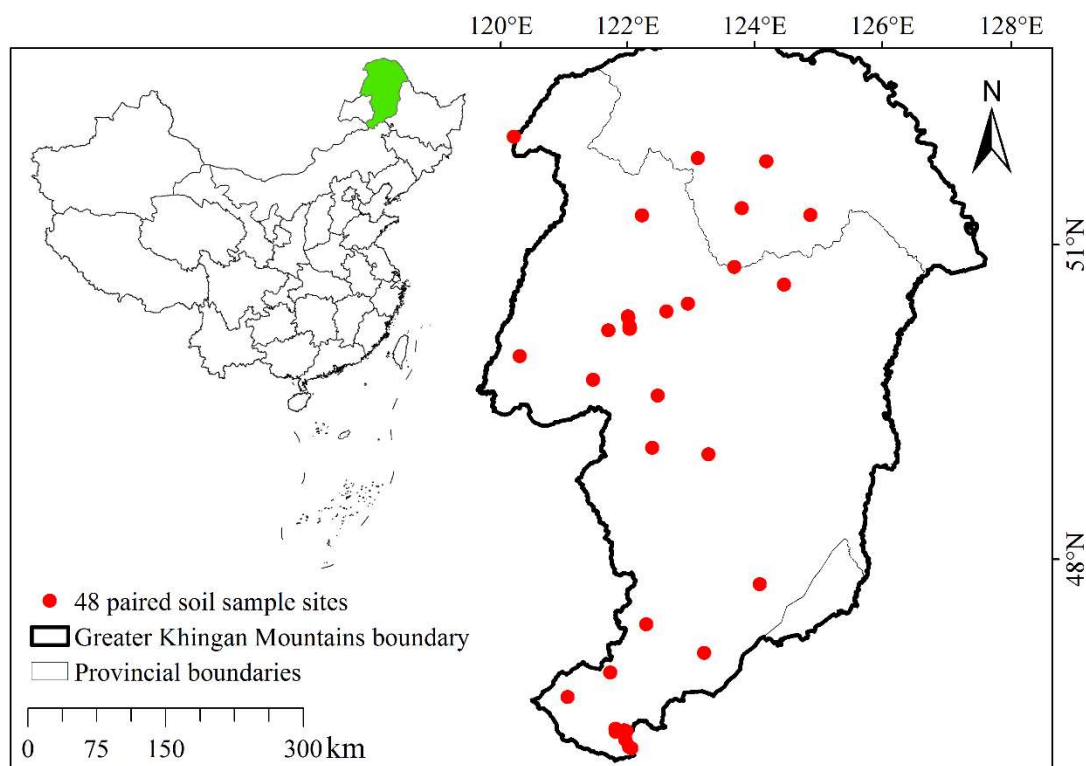 120°E 122°E 124°E 126°E 128°E
N
51°N
48°N
48 paired soil sample sites
Greater Khingan Mountains boundary
Provincial boundaries
0 75 150 300 km